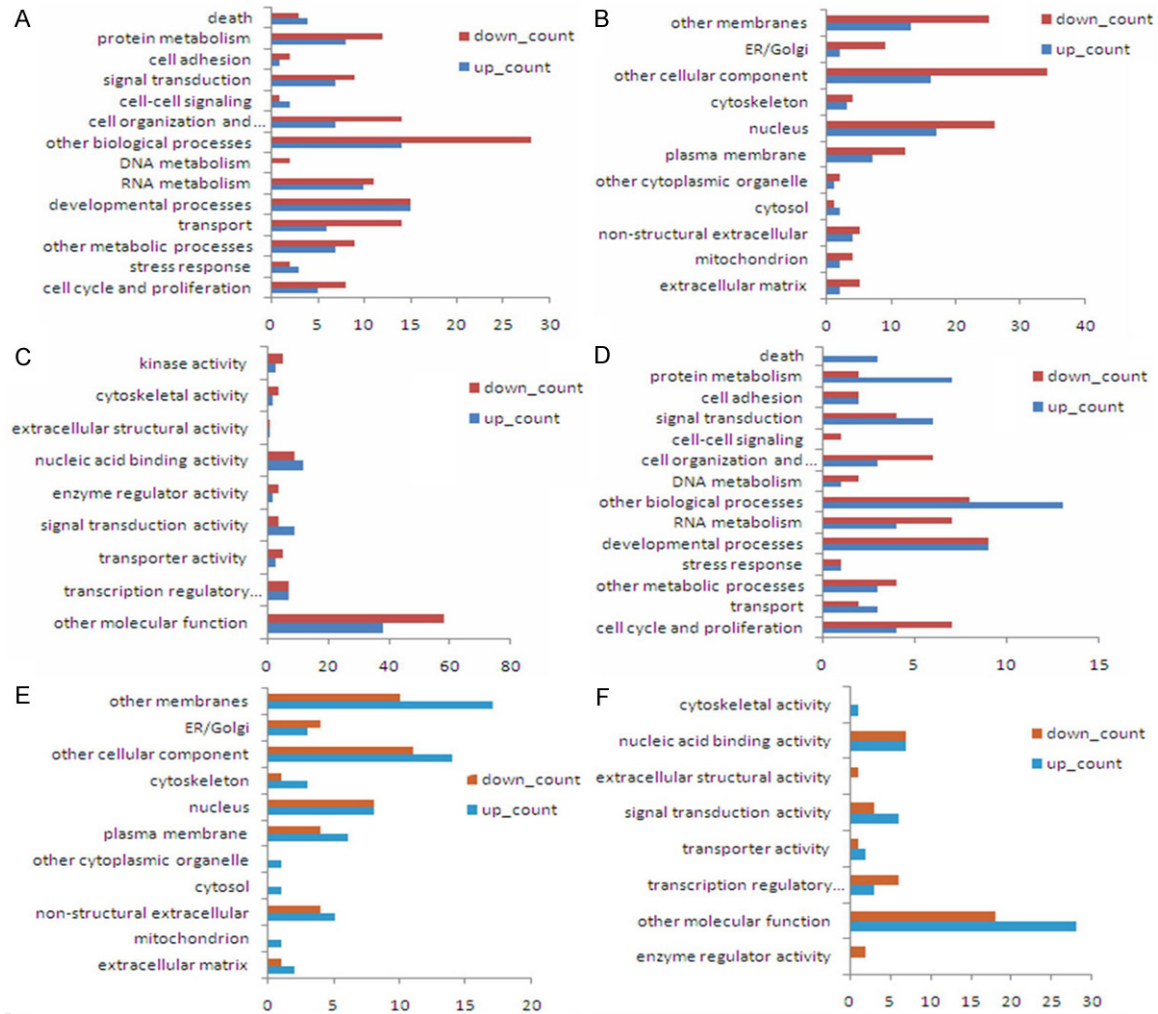 A
death
protein metabolism
cell adhesion
signal transduction
cell-cell signaling
cell organization and ...
other biological processes
DNA metabolism
RNA metabolism
developmental processes
transport
other metabolic processes
stress response
cell cycle and proliferation
down_count
up_count
0 5 10 15 20 25 30
B
other membranes
ER/Golgi
other cellular component
cytoskeleton
nucleus
plasma membrane
other cytoplasmic organelle
cytosol
non-structural extracellular
mitochondrion
extracellular matrix
down_count
up_count
0 10 20 30 40
C
kinase activity
cytoskeletal activity
extracellular structural activity
nucleic acid binding activity
enzyme regulator activity
signal transduction activity
transporter activity
transcription regulatory...
other molecular function
down_count
up_count
0 20 40 60 80
D
death
protein metabolism
cell adhesion
signal transduction
cell-cell signaling
cell organization and ...
DNA metabolism
other biological processes
RNA metabolism
developmental processes
stress response
other metabolic processes
transport
cell cycle and proliferation
down_count
up_count
0 5 10 15
E
other membranes
ER/Golgi
other cellular component
cytoskeleton
nucleus
plasma membrane
other cytoplasmic organelle
cytosol
non-structural extracellular
mitochondrion
extracellular matrix
down_count
up_count
0 5 10 15 20
F
cytoskeletal activity
nucleic acid binding activity
extracellular structural activity
signal transduction activity
transporter activity
transcription regulatory...
other molecular function
enzyme regulator activity
down_count
up_count
0 5 10 15 20 25 30